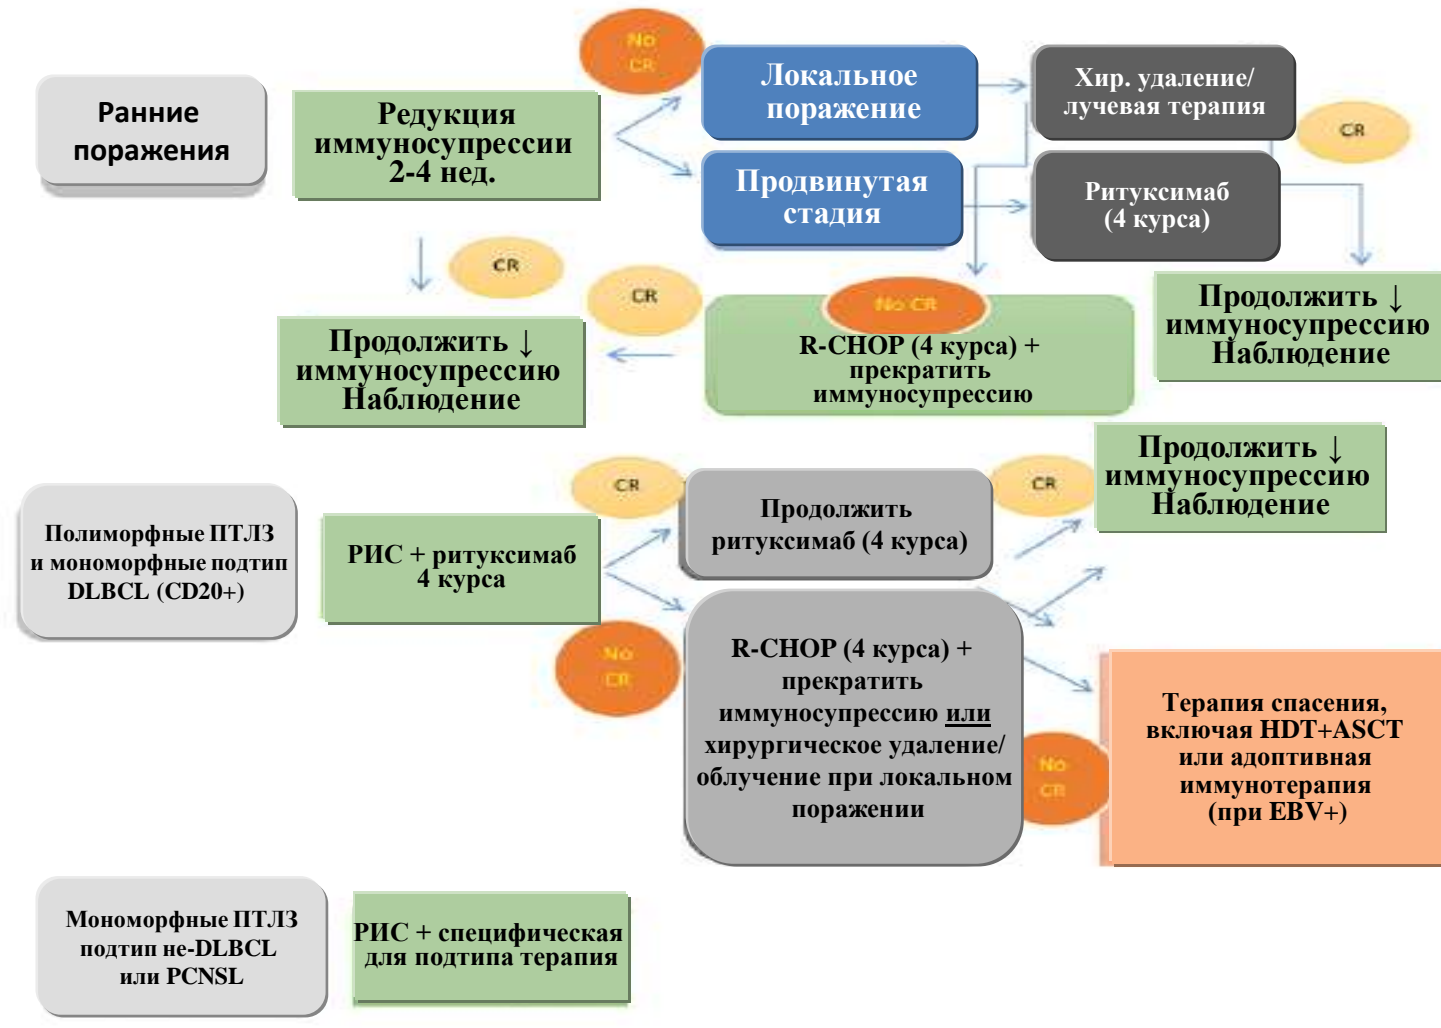 Ранние
поражения
Редукция
иммуносупрессии
2-4 нед.
No
CR
Локальное
поражение
Продвинутая
стадия
Хир. удаление/
лучевая терапия
Ритуксимаб
(4 курса)
CR
CR
Продолжить ↓
иммуносупрессию
Наблюдение
CR
No CR
R-CHOP (4 курса) +
прекратить
иммуносупрессию
Продолжить ↓
иммуносупрессию
Наблюдение
Полиморфные ПТЛЗ
и мономорфные подтип
DLBCL (CD20+)
РИС + ритуксимаб
4 курса
CR
Продолжить
ритуксимаб (4 курса)
CR
Продолжить ↓
иммуносупрессию
Наблюдение
No
CR
R-CHOP (4 курса) +
прекратить
иммуносупрессию или
хирургическое удаление/
облучение при локальном
поражении
No
CR
Терапия спасения,
включая HDT+ASCT
или адоптивная
иммунотерапия
(при EBV+)
Мономорфные ПТЛЗ
подтип не-DLBCL
или PCNSL
РИС + специфическая
для подтипа терапия